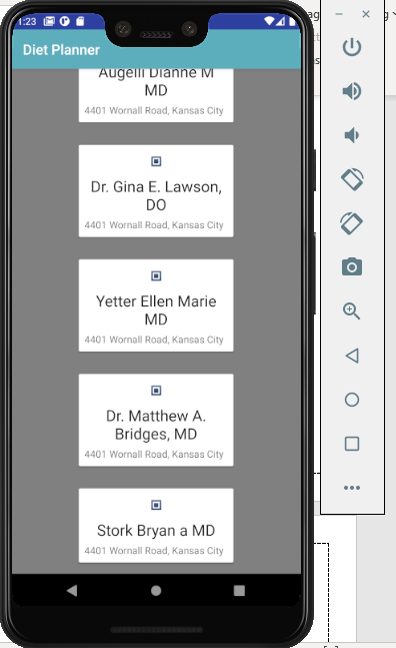 1:23
Diet Planner
Augelli Dianne M
MD
4401 Wornall Road, Kansas City
Dr. Gina E. Lawson,
DO
4401 Wornall Road, Kansas City
Yetter Ellen Marie
MD
4401 Wornall Road, Kansas City
Dr. Matthew A.
Bridges, MD
4401 Wornall Road, Kansas City
Stork Bryan a MD
4401 Wornall Road, Kansas City